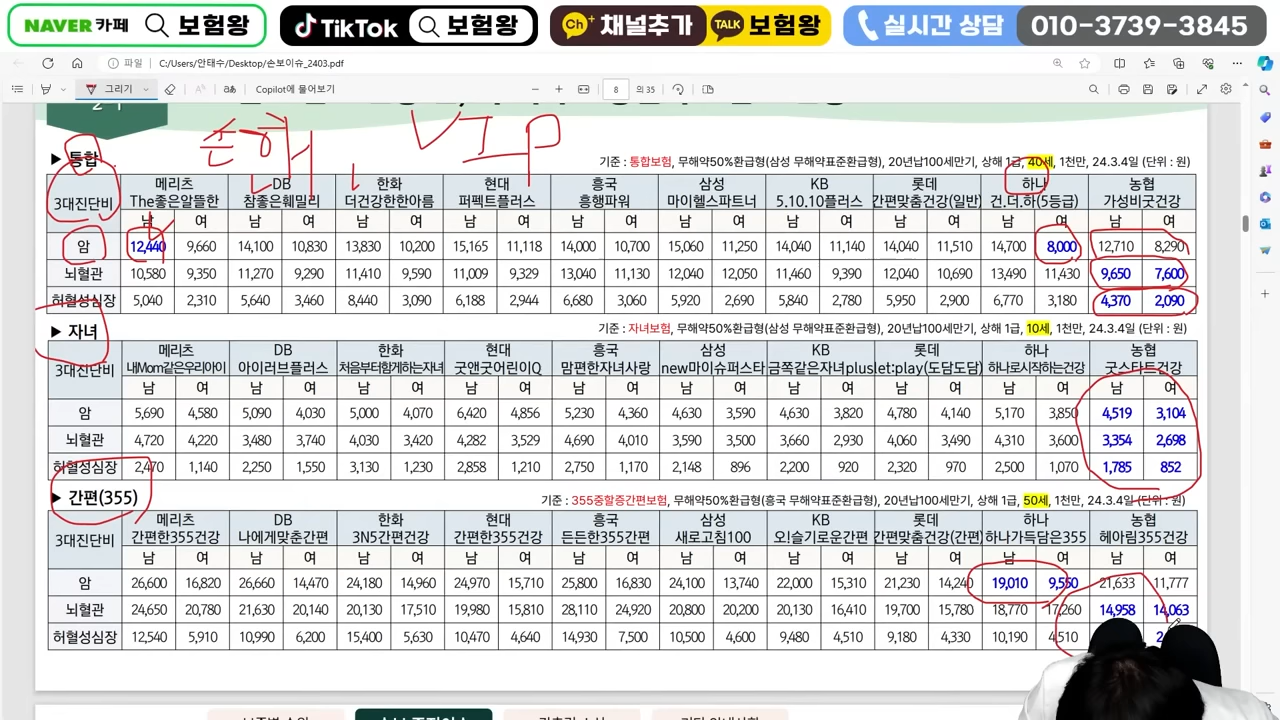 NAVER 카페 보험왕 TikTok 보험왕 Ch+ 채널추가 TALK 보험왕 실시간 상담 010-3739-3845
파일 C:/Users/안태수/Desktop/손보이슈_2403.pdf
그리기 가あ Copilot에 물어보기 8 의 35
손해 VIP
▶ 통합 기준 : 통합보험, 무해약50%환급형(삼성 무해약표준환급형), 20년납100세만기, 상해 1급, 40세, 1천만, 24.3.4일 (단위 : 원)
3대진단비 메리츠 DB 한화 현대 흥국 삼성 KB 롯데 하나 농협
The좋은알뜰한 참좋은훼밀리 더건강한한아름 퍼펙트플러스 흥행파워 마이헬스파트너 5.10.10플러스 간편맞춤건강(일반) 건.더.하(5등급) 가성비굿건강
남 여 남 여 남 여 남 여 남 여 남 여 남 여 남 여 남 여 남 여
암 12,440 9,660 14,100 10,830 13,830 10,200 15,165 11,118 14,000 10,700 15,060 11,250 14,040 11,140 14,040 11,510 14,700 8,000 12,710 8,290
뇌혈관 10,580 9,350 11,270 9,290 11,410 9,590 11,009 9,329 13,040 11,130 12,040 12,050 11,460 9,390 12,040 10,690 13,490 11,430 9,650 7,600
허혈성심장 5,040 2,310 5,640 3,460 8,440 3,090 6,188 2,944 6,680 3,060 5,920 2,690 5,840 2,780 5,950 2,900 6,770 3,180 4,370 2,090
▶ 자녀 기준 : 자녀보험, 무해약50%환급형(삼성 무해약표준환급형), 20년납100세만기, 상해 1급, 10세, 1천만, 24.3.4일 (단위 : 원)
3대진단비 메리츠 DB 한화 현대 흥국 삼성 KB 롯데 하나 농협
내Mom같은우리아이 아이러브플러스 처음부터함께하는자녀 굿앤굿어린이Q 맘편한자녀사랑 new마이슈퍼스타 금쪽같은자녀plus let:play(도담도담) 하나로시작하는건강 굿스타트건강
남 여 남 여 남 여 남 여 남 여 남 여 남 여 남 여 남 여 남 여
암 5,690 4,580 5,090 4,030 5,000 4,070 6,420 4,856 5,230 4,360 4,630 3,590 4,630 3,820 4,780 4,140 5,170 3,850 4,519 3,104
뇌혈관 4,720 4,220 3,480 3,740 4,030 3,420 4,282 3,529 4,690 4,010 3,590 3,500 3,660 2,930 4,060 3,490 4,310 3,600 3,354 2,698
허혈성심장 2,470 1,140 2,250 1,550 3,130 1,230 2,858 1,210 2,750 1,170 2,148 896 2,200 920 2,320 970 2,500 1,070 1,785 852
▶ 간편(355) 기준 : 355중할증간편보험, 무해약50%환급형(흥국 무해약표준환급형), 20년납100세만기, 상해 1급, 50세, 1천만, 24.3.4일 (단위 : 원)
3대진단비 메리츠 DB 한화 현대 흥국 삼성 KB 롯데 하나 농협
간편한355건강 나에게맞춘간편 3N5간편건강 간편한355건강 든든한355간편 새로고침100 오!슬기로운간편 간편맞춤건강(간편) 하나가득담은355 헤아림355건강
남 여 남 여 남 여 남 여 남 여 남 여 남 여 남 여 남 여 남 여
암 26,600 16,820 26,660 14,470 24,180 14,960 24,970 15,710 25,800 16,830 24,100 13,740 22,000 15,310 21,230 14,240 19,010 9,550 21,633 11,777
뇌혈관 24,650 20,780 21,630 20,140 20,130 17,510 19,980 15,810 28,110 24,920 20,800 20,200 20,130 16,410 19,700 15,780 18,770 17,260 14,958 14,063
허혈성심장 12,540 5,910 10,990 6,200 15,400 5,630 10,470 4,640 14,930 7,500 10,500 4,600 9,480 4,510 9,180 4,330 10,190 4,510